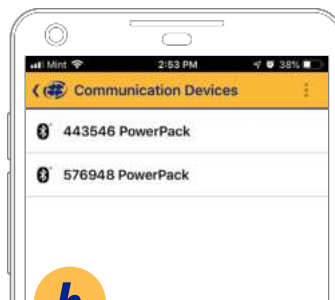 Mint 2:53 PM 38%
Communication Devices
443546 PowerPack
576948 PowerPack
b